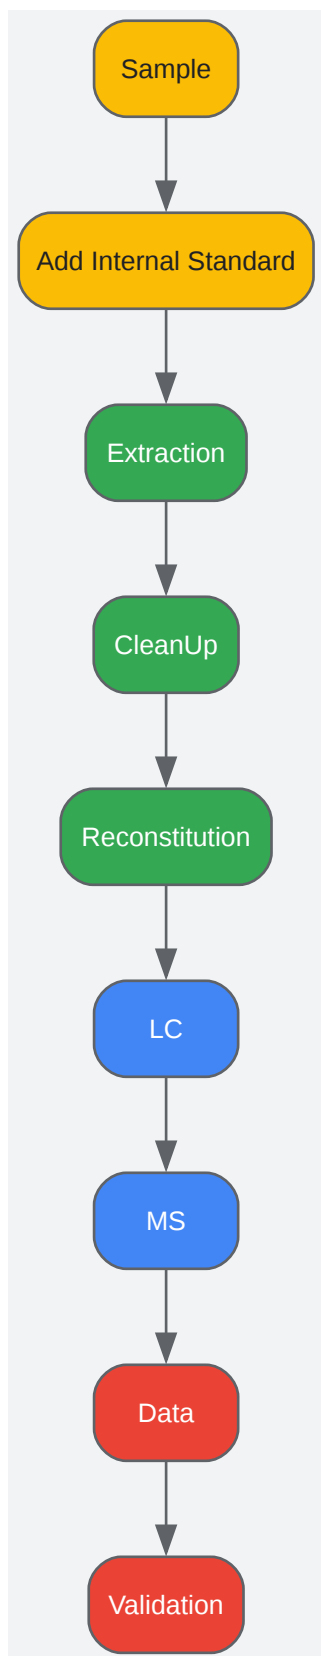 Sample
Add Internal Standard
Extraction
CleanUp
Reconstitution
LC
MS
Data
Validation